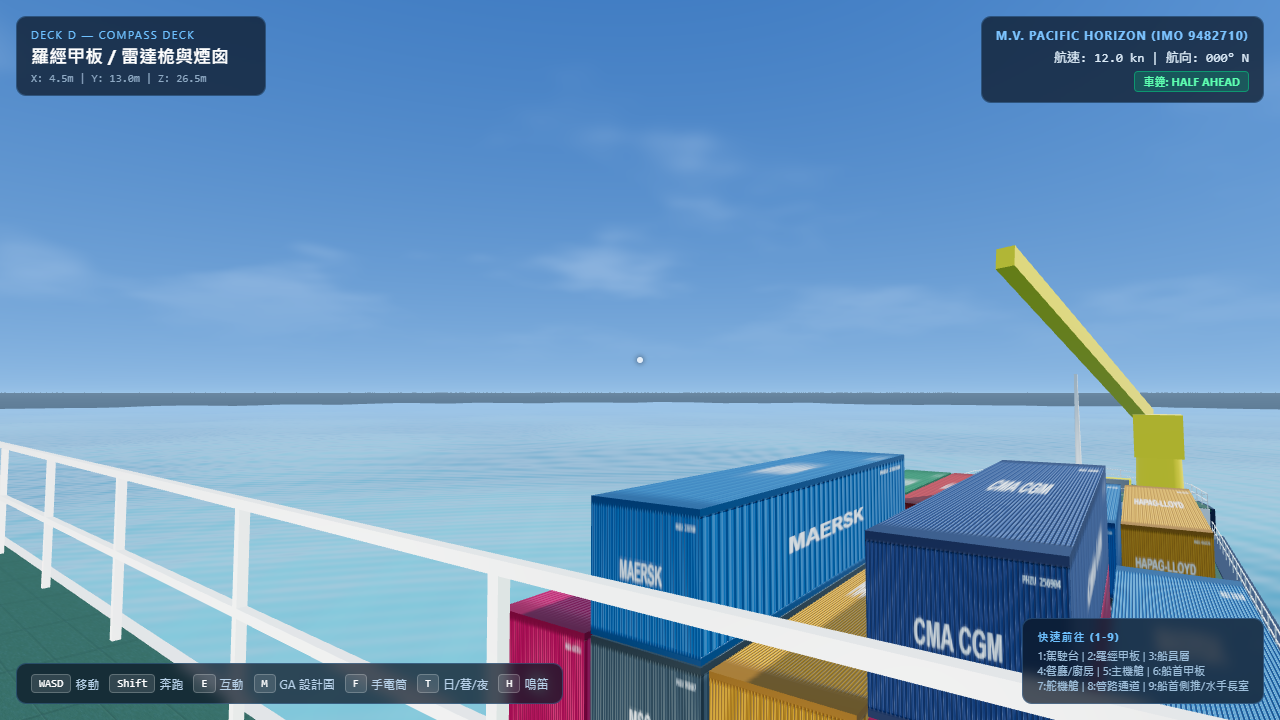 DECK D — COMPASS DECK
羅經甲板 / 雷達桅與煙囪
X: 4.5m | Y: 13.0m | Z: 26.5m
M.V. PACIFIC HORIZON (IMO 9482710)
航速: 12.0 kn | 航向: 000° N
車鐘: HALF AHEAD
MAERSK
MAERSK
CMA CGM
PHZU 250904
CMA CGM
HAPAG-LLOYD
HAPAG-LLOYD
MSC
快速前往 (1-9)
1:駕駛台 | 2:羅經甲板 | 3:船員層
4:餐廳/廚房 | 5:主機艙 | 6:船首甲板
7:舵機艙 | 8:管路通道 | 9:船首側推/水手長室
WASD 移動 Shift 奔跑 E 互動 M GA 設計圖 F 手電筒 T 日/昏/夜 H 鳴笛